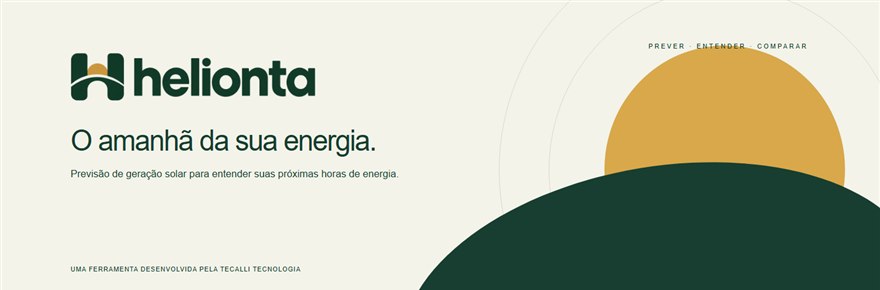 PREVER · ENTENDER · COMPARAR
helionta
O amanhã da sua energia.
Previsão de geração solar para entender suas próximas horas de energia.
UMA FERRAMENTA DESENVOLVIDA PELA TECALLI TECNOLOGIA